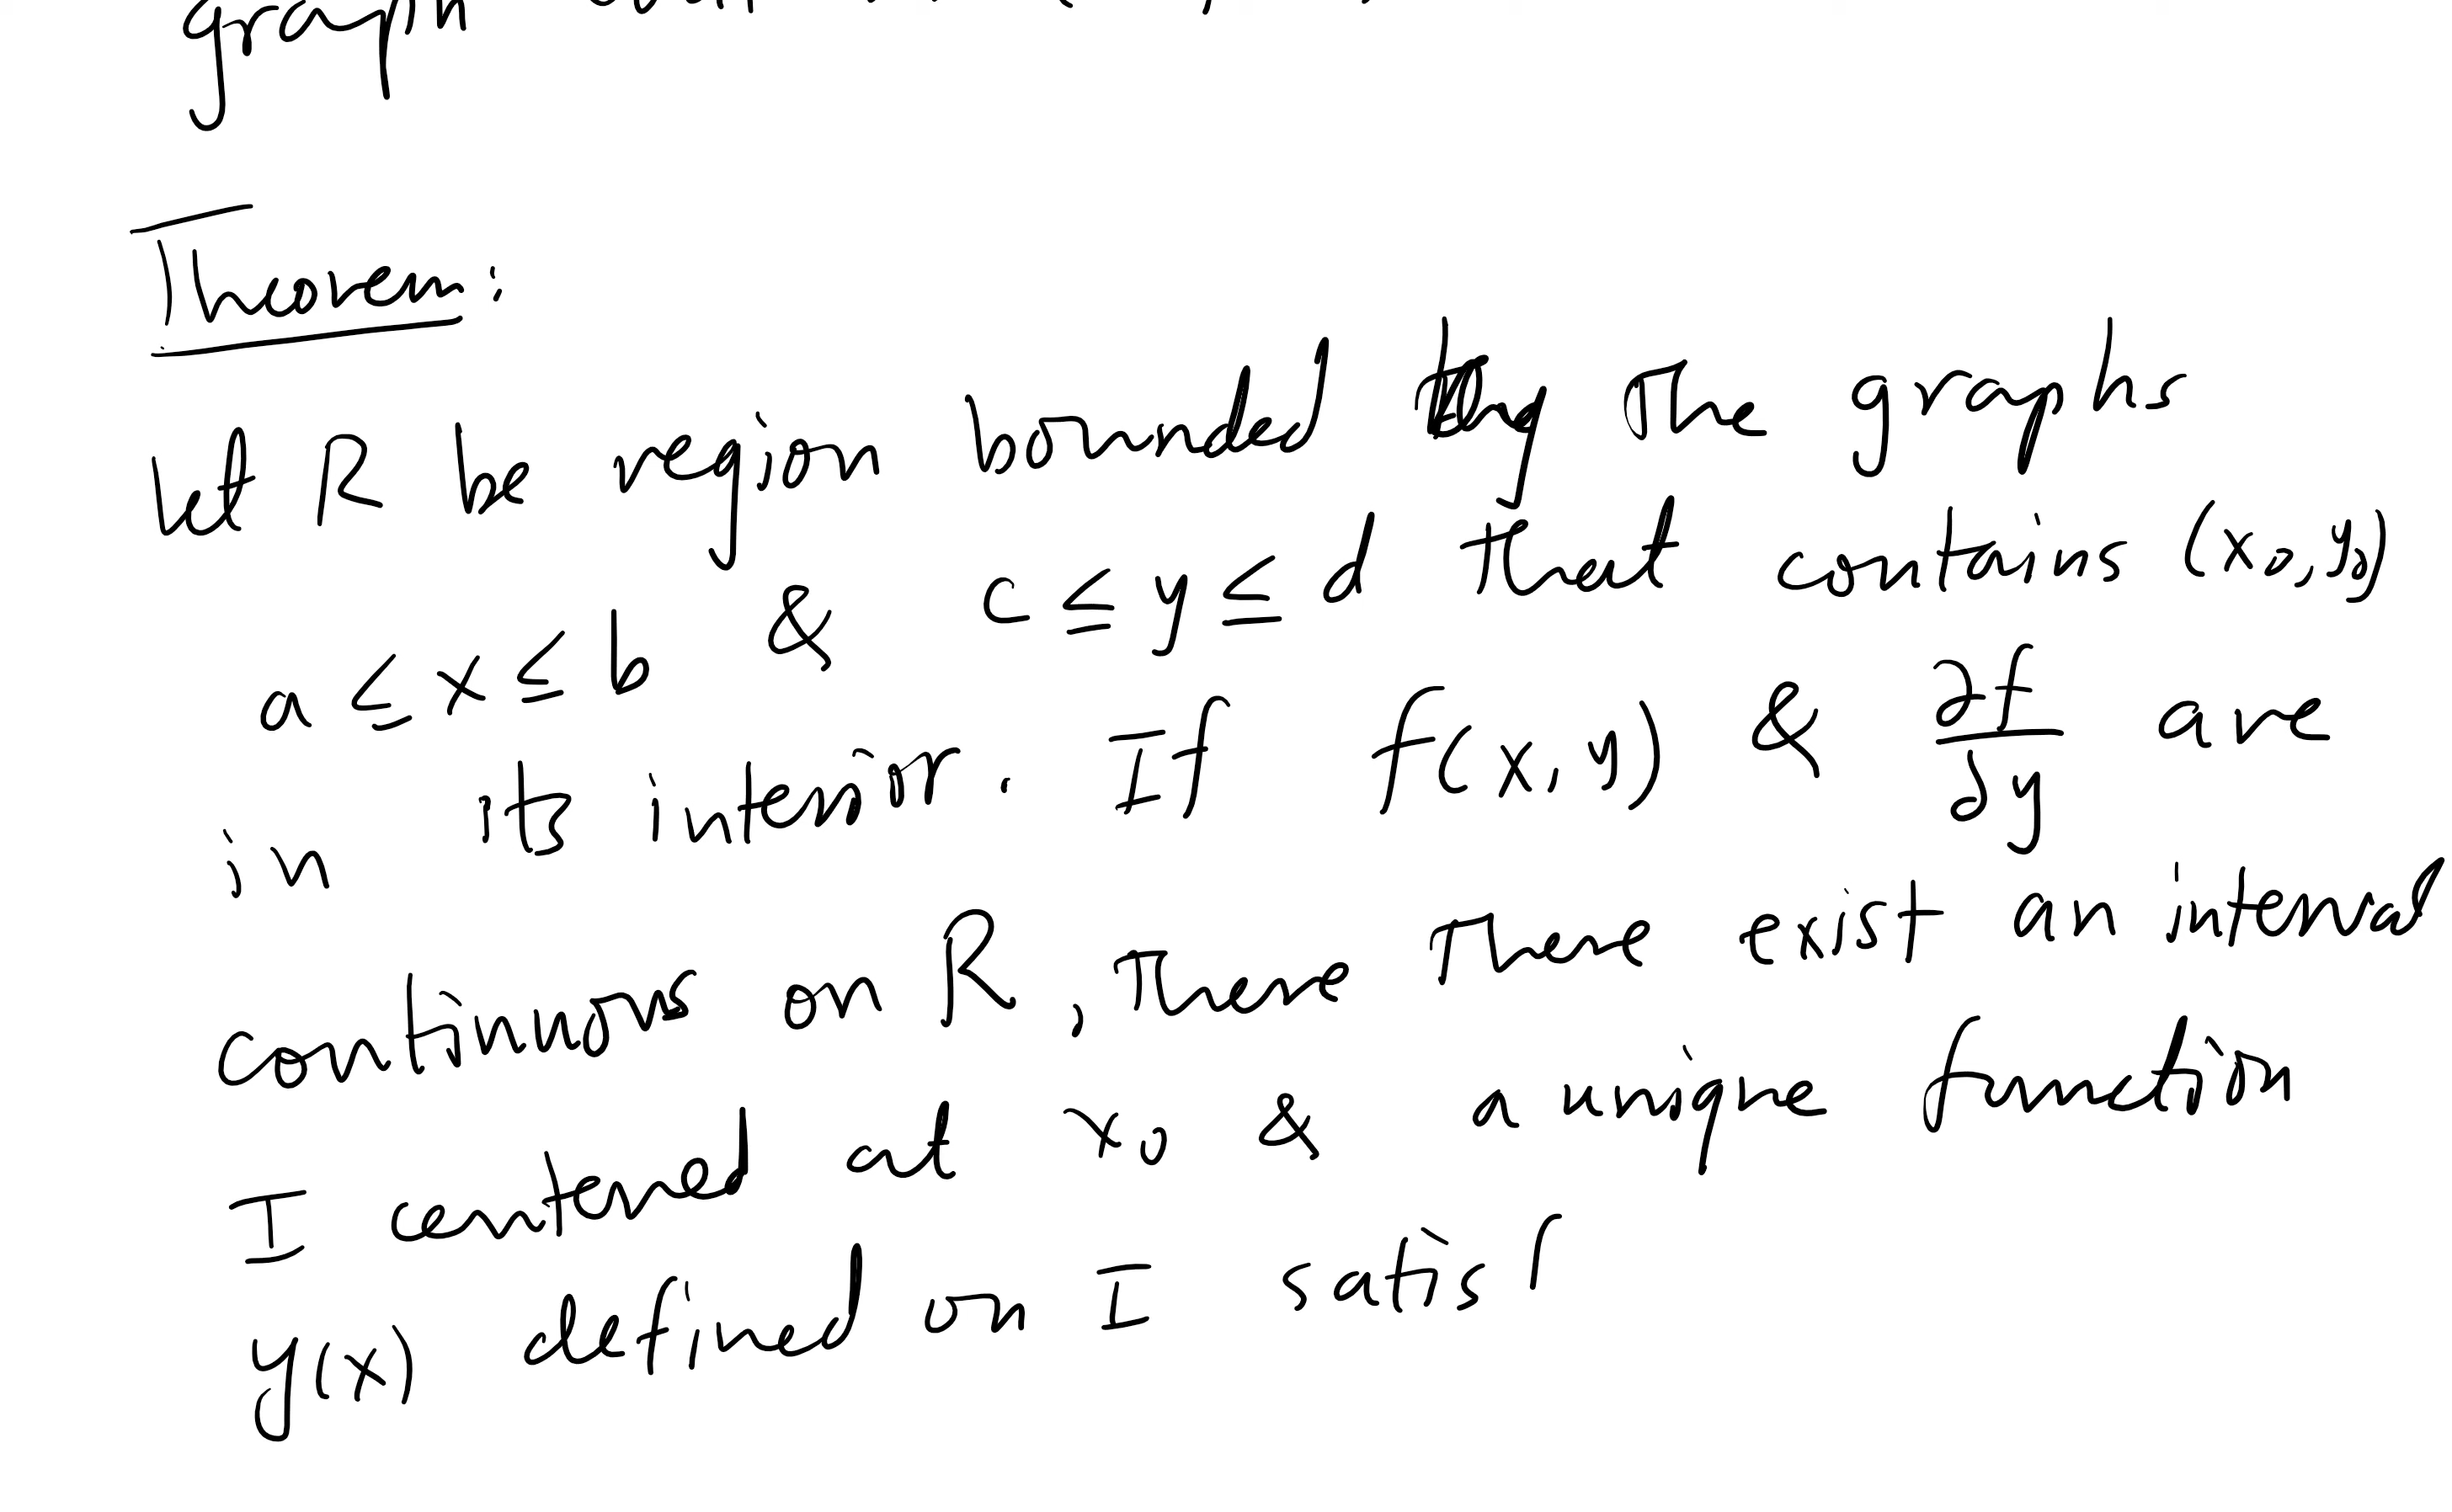 graph
Theorem:
let R be region bounded by the graphs
a ≤ x ≤ b & c ≤ y ≤ d that contains (x₀, y₀)
in its interior. If f(x, y) & ∂f/∂y are
continuous on R, there there exist an interval
I centered at x₀ & a unique function
y(x) defined on I satis